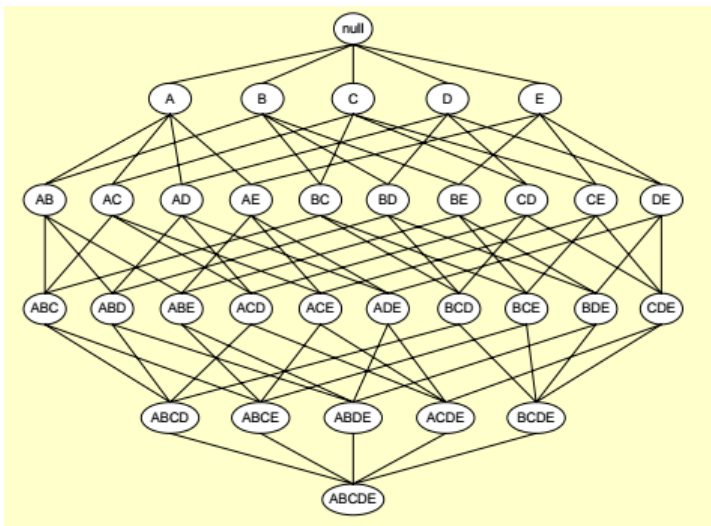 null
A B C D E
AB AC AD AE BC BD BE CD CE DE
ABC ABD ABE ACD ACE ADE BCD BCE BDE CDE
ABCD ABCE ABDE ACDE BCDE
ABCDE